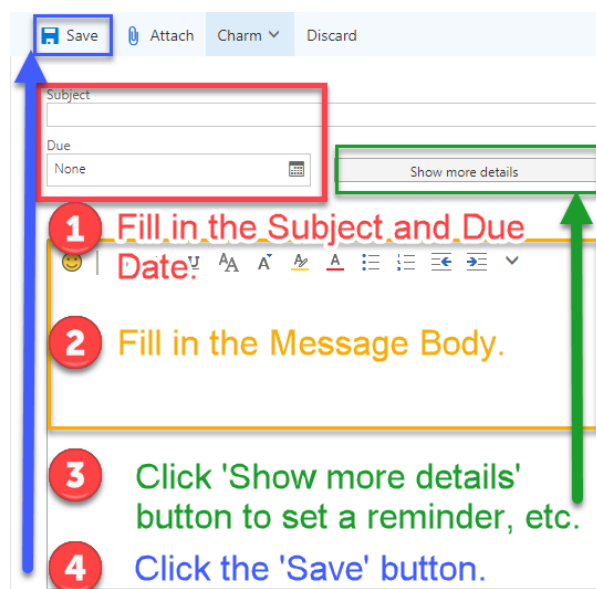 Save Attach Charm Discard
Subject
Due
None Show more details
1 Fill in the Subject and Due
Date.
2 Fill in the Message Body.
3 Click 'Show more details'
button to set a reminder, etc.
4 Click the 'Save' button.